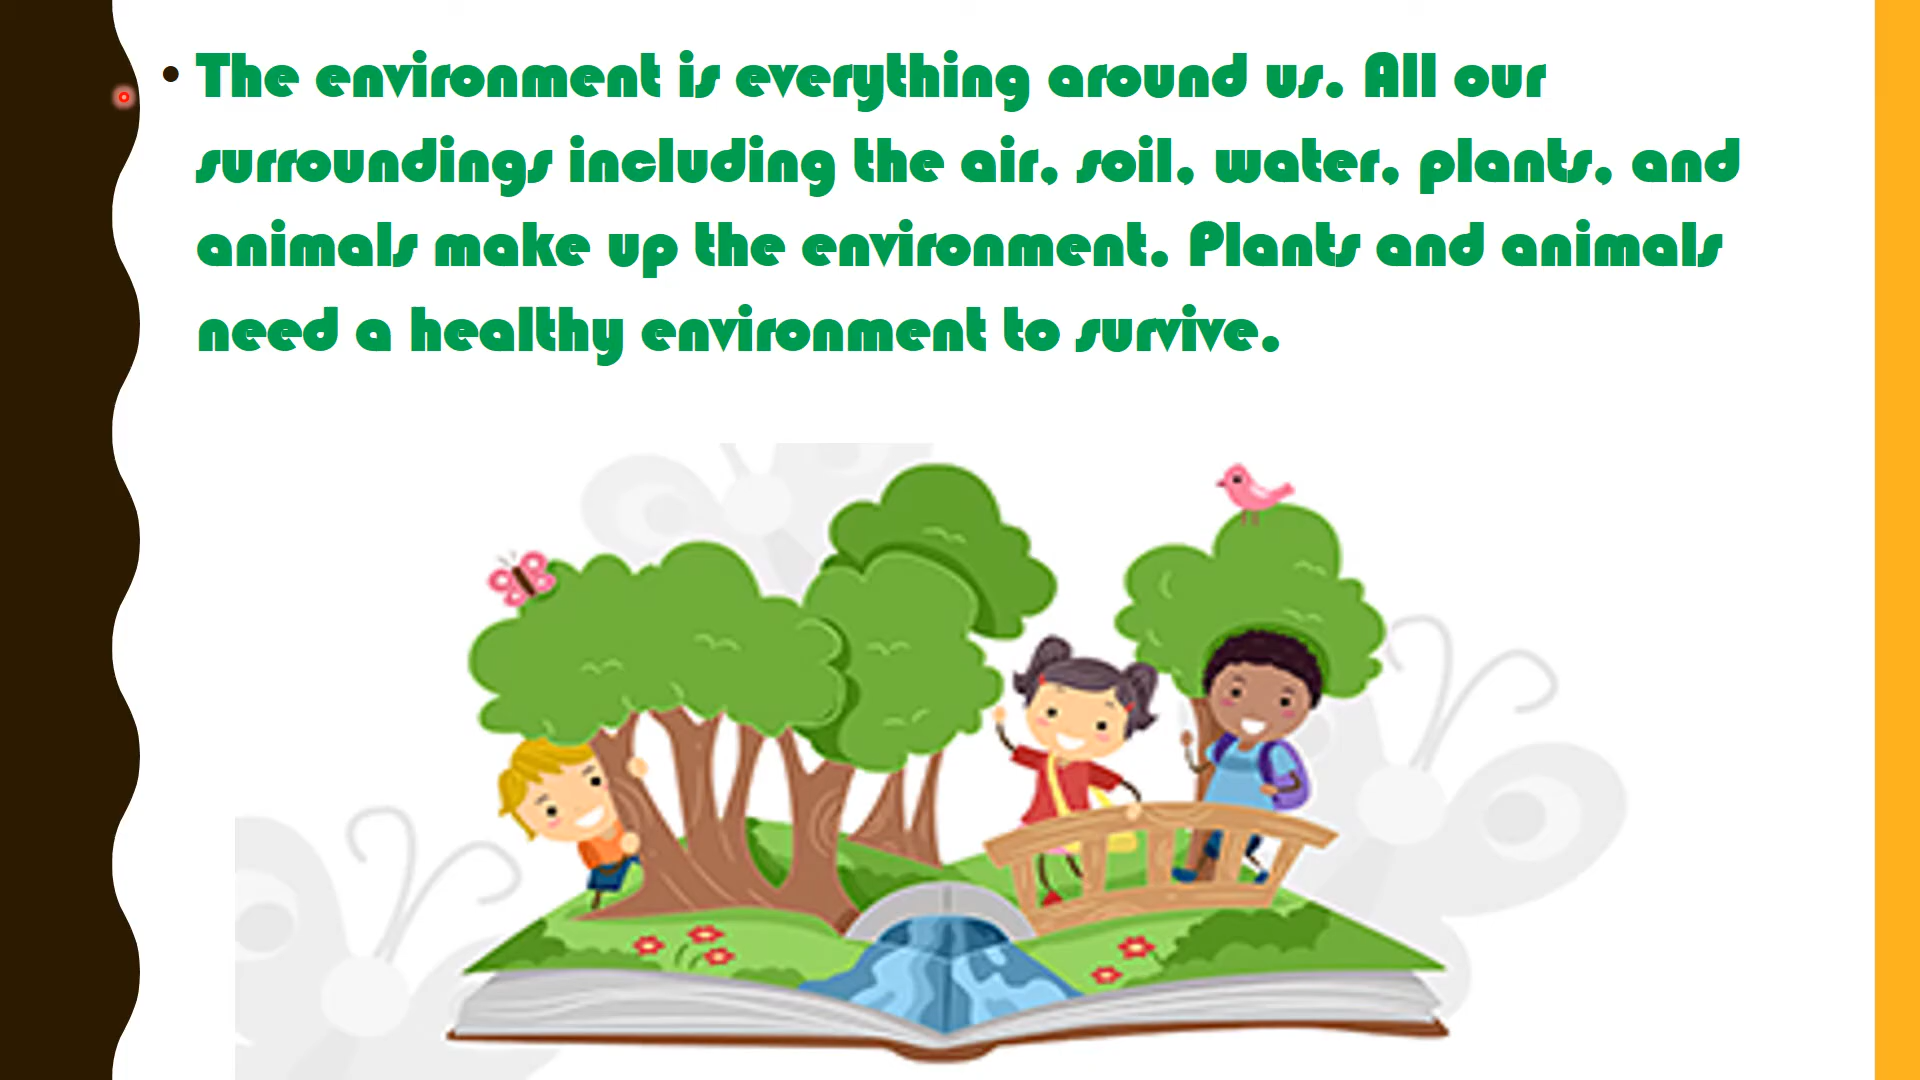 • The environment is everything around us. All our
surroundings including the air, soil, water, plants, and
animals make up the environment. Plants and animals
need a healthy environment to survive.